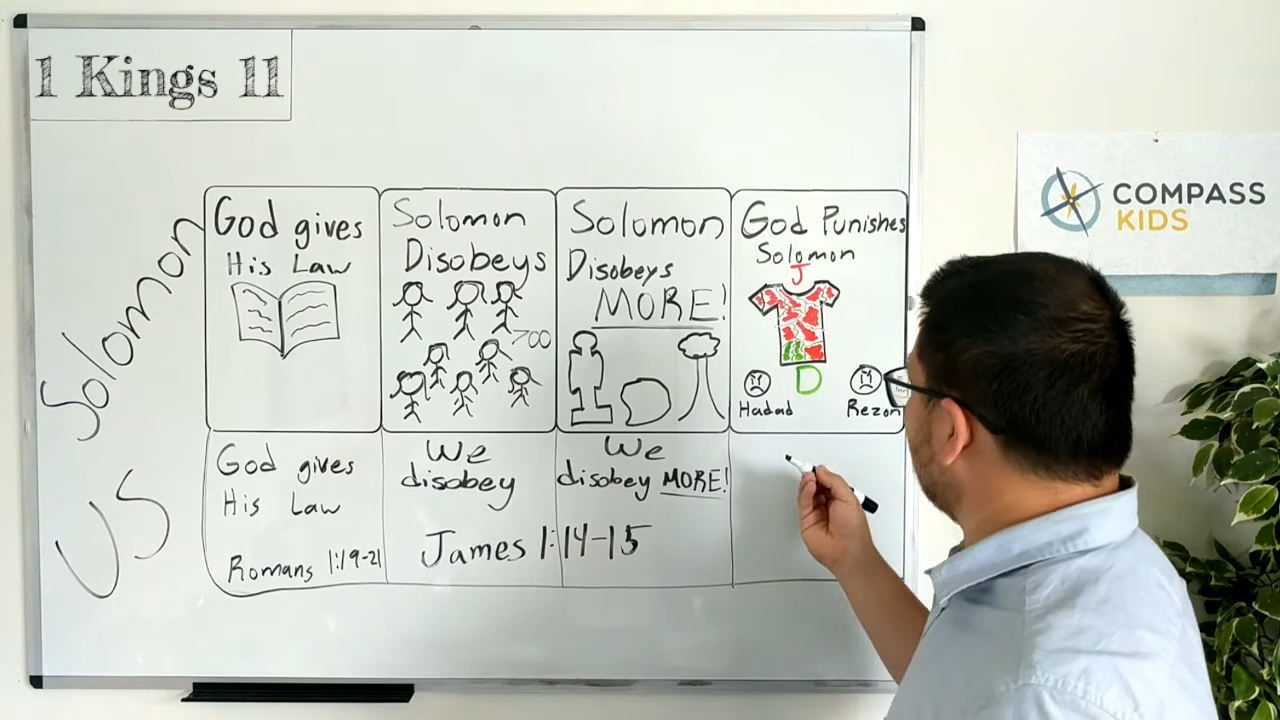 1 Kings 11
COMPASS
KIDS
Solomon
God gives
His Law
Solomon
Disobeys
700
Solomon
Disobeys
MORE!
God Punishes
Solomon
J
D
Hadad
Rezon
US
God gives
His Law
Romans 1:19-21
We
disobey
We
disobey MORE!
James 1:14-15